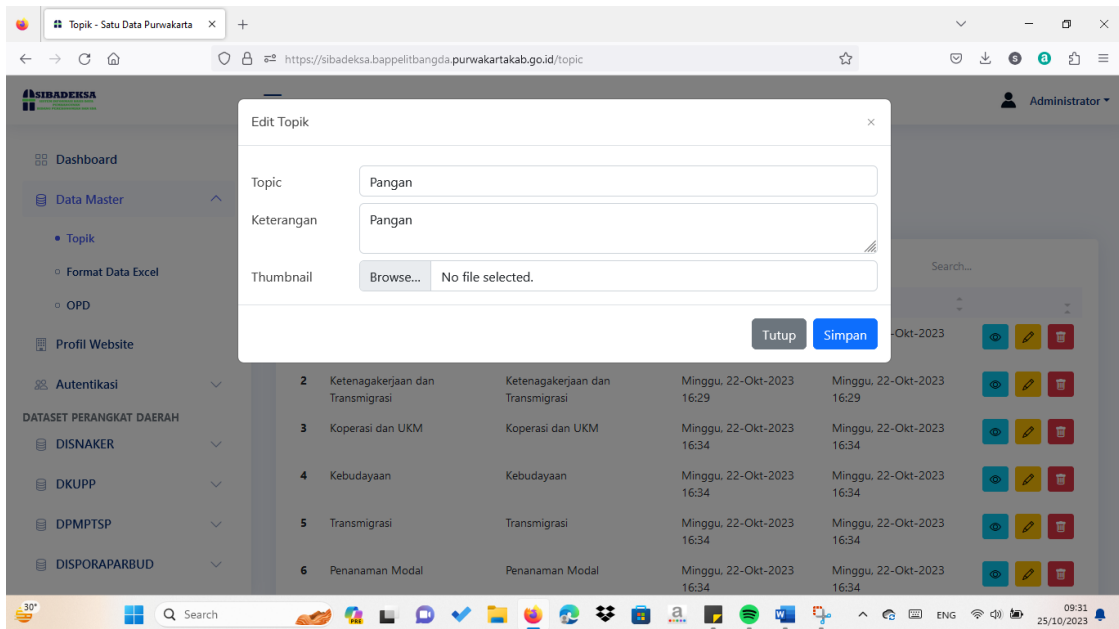 Topik - Satu Data Purwakarta
https://sibadeksa.bappelitbangda.purwakartakab.go.id/topic
SIBADEKSA
Administrator
Edit Topik
Topic
Pangan
Keterangan
Pangan
Thumbnail
Browse... No file selected.
Tutup Simpan
Dashboard
Data Master
Topik
Format Data Excel
OPD
Profil Website
Autentikasi
DATASET PERANGKAT DAERAH
DISNAKER
DKUPP
DPMPTSP
DISPORAPARBUD
Search...
-Okt-2023
2 Ketenagakerjaan dan Ketenagakerjaan dan Minggu, 22-Okt-2023 Minggu, 22-Okt-2023
Transmigrasi Transmigrasi 16:29 16:29
3 Koperasi dan UKM Koperasi dan UKM Minggu, 22-Okt-2023 Minggu, 22-Okt-2023
16:34 16:34
4 Kebudayaan Kebudayaan Minggu, 22-Okt-2023 Minggu, 22-Okt-2023
16:34 16:34
5 Transmigrasi Transmigrasi Minggu, 22-Okt-2023 Minggu, 22-Okt-2023
16:34 16:34
6 Penanaman Modal Penanaman Modal Minggu, 22-Okt-2023 Minggu, 22-Okt-2023
16:34 16:34
30°
Search
PRE
ENG
09:31
25/10/2023